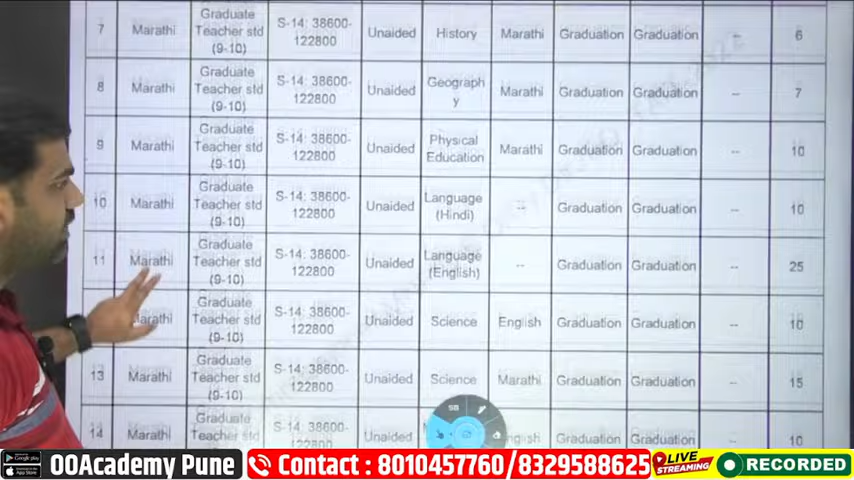 7 Marathi Graduate Teacher std (9-10) S-14: 38600-122800 Unaided History Marathi Graduation Graduation -- 6
8 Marathi Graduate Teacher std (9-10) S-14: 38600-122800 Unaided Geography Marathi Graduation Graduation -- 7
9 Marathi Graduate Teacher std (9-10) S-14: 38600-122800 Unaided Physical Education Marathi Graduation Graduation -- 10
10 Marathi Graduate Teacher std (9-10) S-14: 38600-122800 Unaided Language (Hindi) -- Graduation Graduation -- 10
11 Marathi Graduate Teacher std (9-10) S-14: 38600-122800 Unaided Language (English) -- Graduation Graduation -- 25
Marathi Graduate Teacher std (9-10) S-14: 38600-122800 Unaided Science English Graduation Graduation -- 10
13 Marathi Graduate Teacher std (9-10) S-14: 38600-122800 Unaided Science Marathi Graduation Graduation -- 15
14 Marathi Graduate Teacher std S-14: 38600-122800 Unaided Graduation Graduation -- 10
OOAcademy Pune Contact : 8010457760/8329588625 LIVE STREAMING RECORDED
Google play
App Store